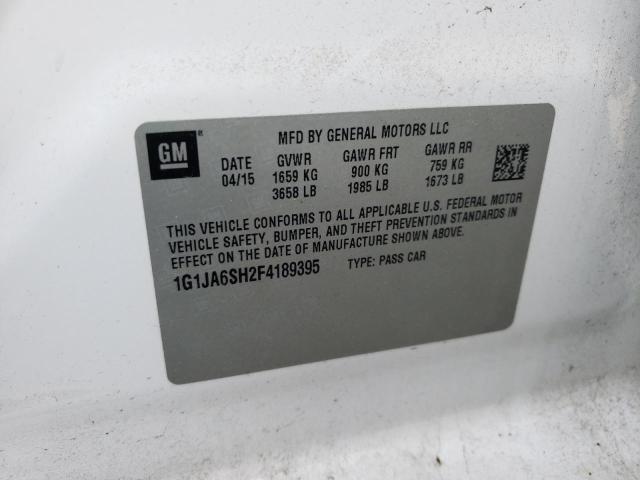 GM
MFD BY GENERAL MOTORS LLC
DATE GVWR GAWR FRT GAWR RR
04/15 1659 KG 900 KG 759 KG
3658 LB 1985 LB 1673 LB
THIS VEHICLE CONFORMS TO ALL APPLICABLE U.S. FEDERAL MOTOR
VEHICLE SAFETY, BUMPER, AND THEFT PREVENTION STANDARDS IN
EFFECT ON THE DATE OF MANUFACTURE SHOWN ABOVE.
1G1JA6SH2F4189395 TYPE: PASS CAR